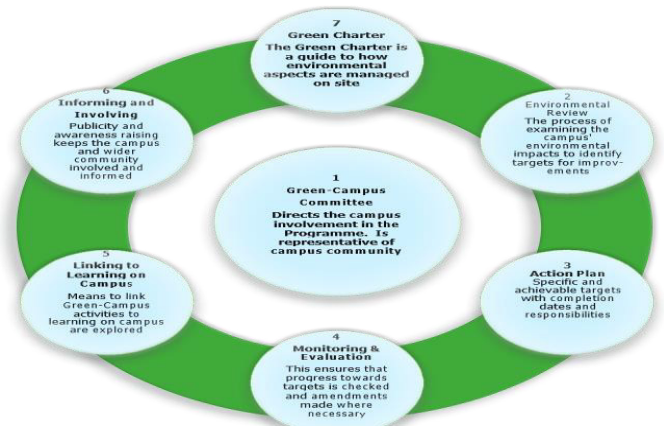 7
Green Charter
The Green Charter is
a guide to how
environmental
aspects are managed
on site
6
Informing and
Involving
Publicity and
awareness raising
keeps the campus
and wider
community
involved and
informed
2
Environmental
Review
The process of
examining the
campus'
environmental
impacts to identify
targets for improv-
ements
1
Green-Campus
Committee
Directs the campus
involvement in the
Programme. Is
representative of
campus community
5
Linking to
Learning on
Campus
Means to link
Green-Campus
activities to
learning on campus
are explored
3
Action Plan
Specific and
achievable targets
with completion
dates and
responsibilities
4
Monitoring &
Evaluation
This ensures that
progress towards
targets is checked
and amendments
made where
necessary